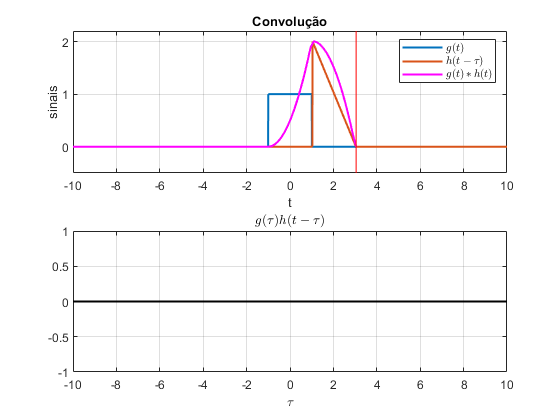 Convolução
sinais
2
1
0
g(t)
h(t − τ)
g(t) * h(t)
-10 -8 -6 -4 -2 0 2 4 6 8 10
t
g(τ)h(t − τ)
1
0.5
0
-0.5
-1
-10 -8 -6 -4 -2 0 2 4 6 8 10
τ